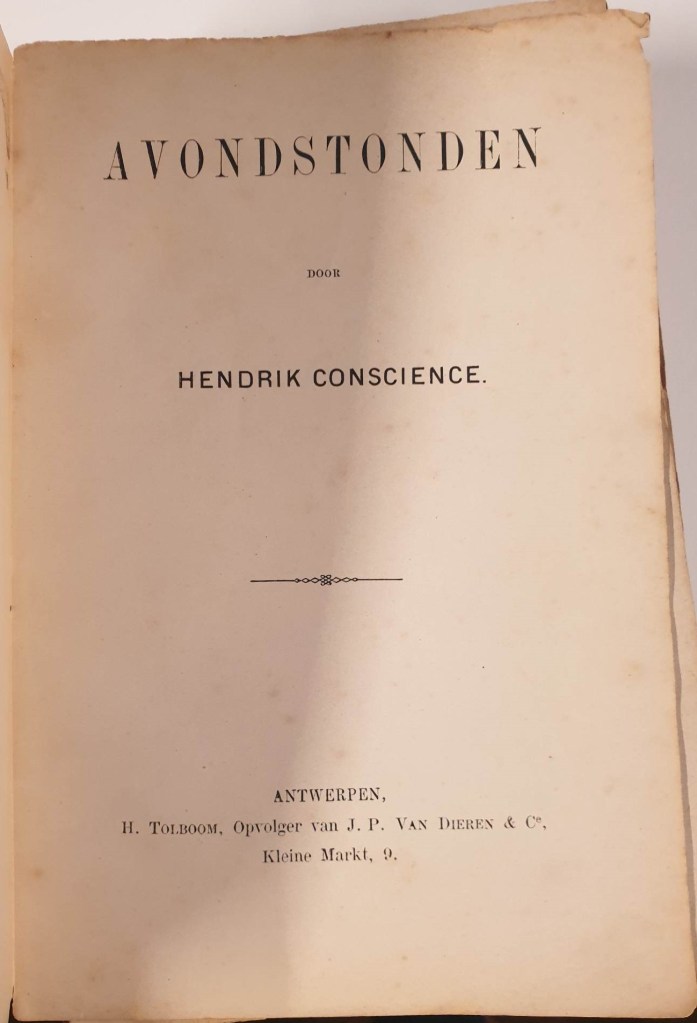 AVONDSTONDEN
DOOR
HENDRIK CONSCIENCE.
ANTWERPEN,
H. TOLBOOM, Opvolger van J. P. VAN DIEREN & Cᵉ,
Kleine Markt, 9.